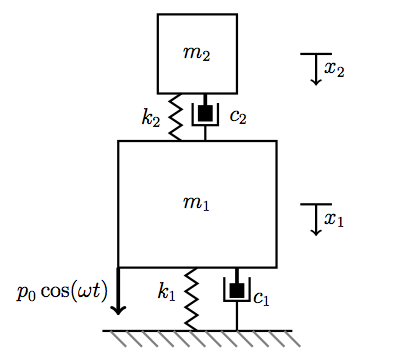 m₂
x₂
k₂
c₂
m₁
x₁
p₀ cos(ωt)
k₁
c₁